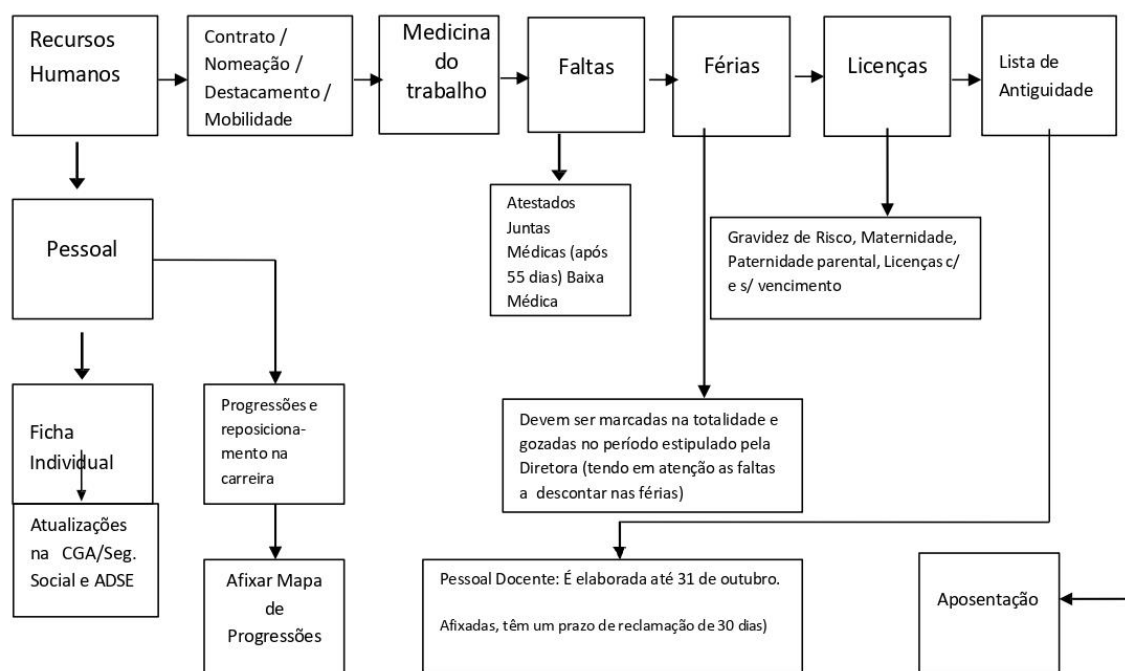 Recursos
Humanos
Contrato /
Nomeação /
Destacamento /
Mobilidade
Medicina
do
trabalho
Faltas
Férias
Licenças
Lista de
Antiguidade
Pessoal
Atestados
Juntas
Médicas (após
55 dias) Baixa
Médica
Gravidez de Risco, Maternidade,
Paternidade parental, Licenças c/
e s/ vencimento
Ficha
Individual
Progressões e
reposiciona-
mento na
carreira
Devem ser marcadas na totalidade e
gozadas no período estipulado pela
Diretora (tendo em atenção as faltas
a descontar nas férias)
Atualizações
na CGA/Seg.
Social e ADSE
Afixar Mapa
de
Progressões
Pessoal Docente: É elaborada até 31 de outubro.
Afixadas, têm um prazo de reclamação de 30 dias)
Aposentação